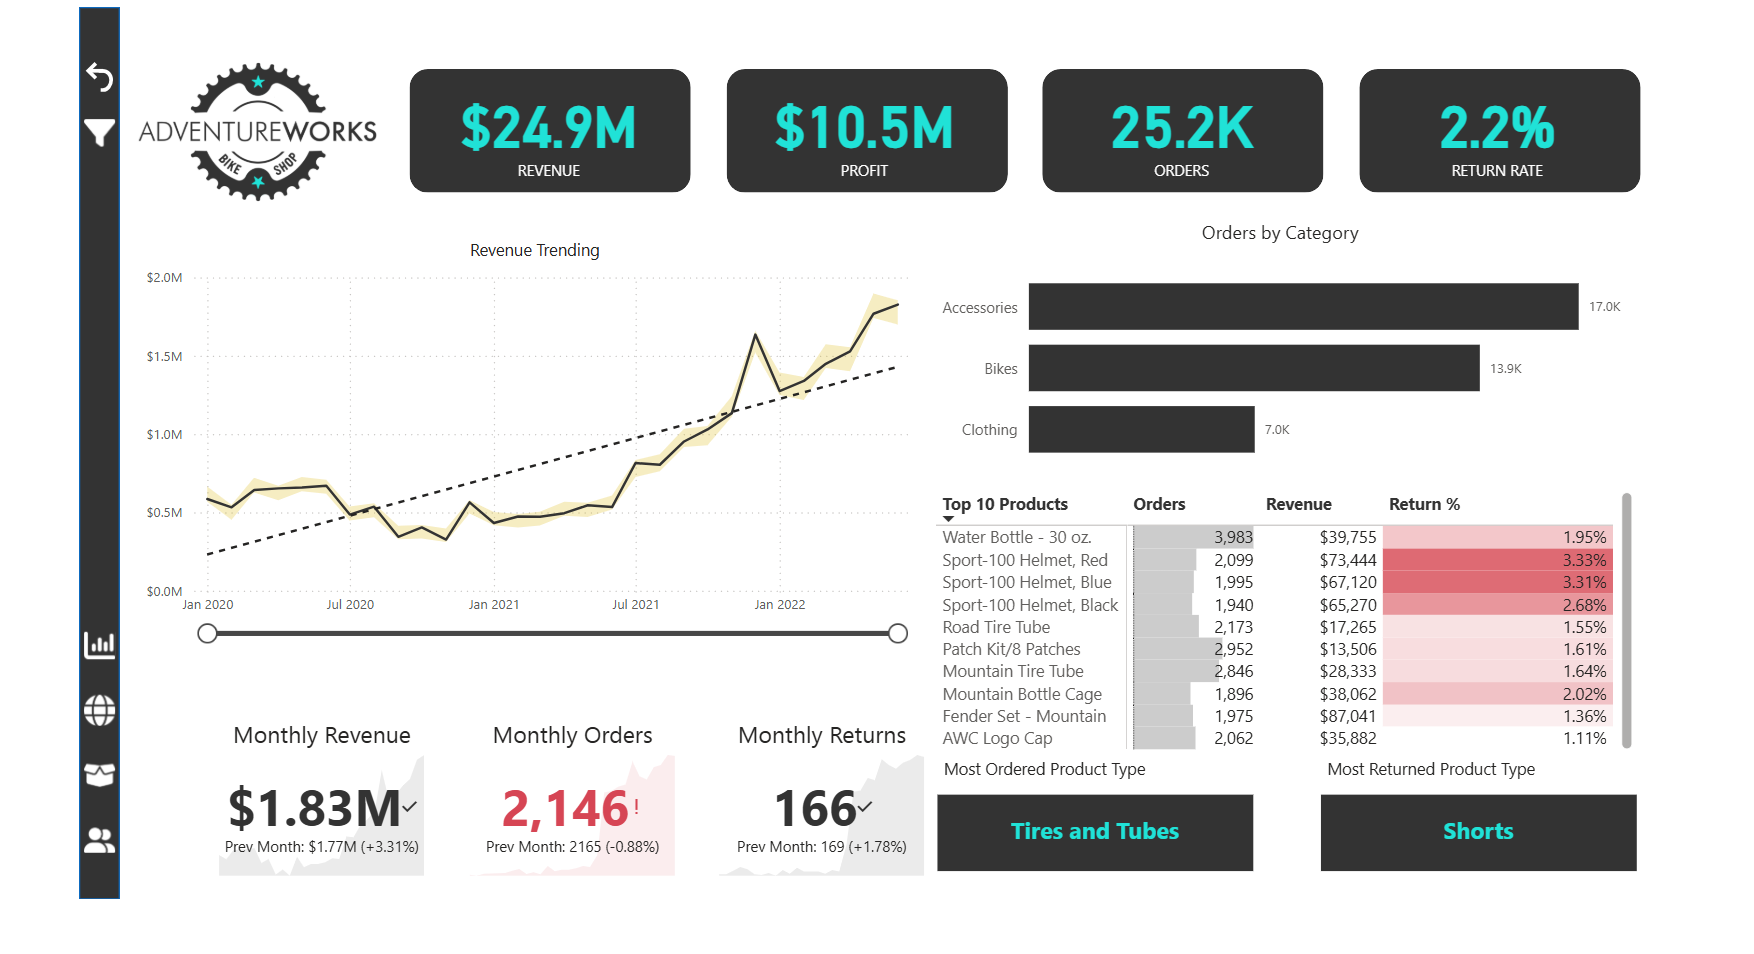 ADVENTUREWORKS
BIKE SHOP
$24.9M
REVENUE
$10.5M
PROFIT
25.2K
ORDERS
2.2%
RETURN RATE
Revenue Trending
$2.0M
$1.5M
$1.0M
$0.5M
$0.0M
Jan 2020 Jul 2020 Jan 2021 Jul 2021 Jan 2022
Orders by Category
Accessories 17.0K
Bikes 13.9K
Clothing 7.0K
Top 10 Products Orders Revenue Return %
Water Bottle - 30 oz. 3,983 $39,755 1.95%
Sport-100 Helmet, Red 2,099 $73,444 3.33%
Sport-100 Helmet, Blue 1,995 $67,120 3.31%
Sport-100 Helmet, Black 1,940 $65,270 2.68%
Road Tire Tube 2,173 $17,265 1.55%
Patch Kit/8 Patches 2,952 $13,506 1.61%
Mountain Tire Tube 2,846 $28,333 1.64%
Mountain Bottle Cage 1,896 $38,062 2.02%
Fender Set - Mountain 1,975 $87,041 1.36%
AWC Logo Cap 2,062 $35,882 1.11%
Monthly Revenue
$1.83M
Prev Month: $1.77M (+3.31%)
Monthly Orders
2,146!
Prev Month: 2165 (-0.88%)
Monthly Returns
166
Prev Month: 169 (+1.78%)
Most Ordered Product Type
Tires and Tubes
Most Returned Product Type
Shorts